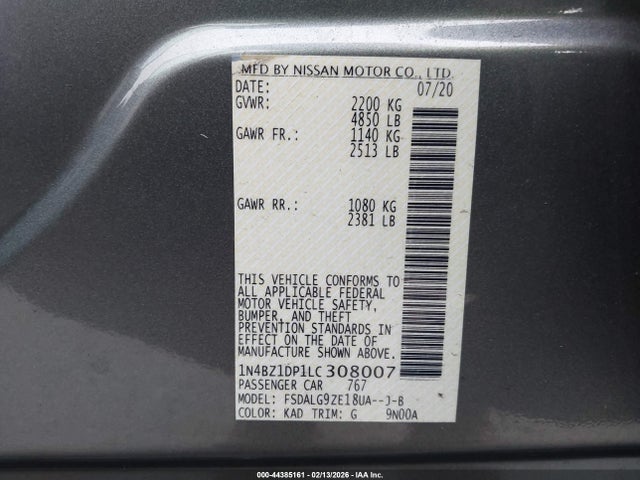 MFD BY NISSAN MOTOR CO., LTD.
DATE: 07/20
GVWR: 2200 KG
4850 LB
GAWR FR.: 1140 KG
2513 LB
GAWR RR.: 1080 KG
2381 LB
THIS VEHICLE CONFORMS TO
ALL APPLICABLE FEDERAL
MOTOR VEHICLE SAFETY,
BUMPER, AND THEFT
PREVENTION STANDARDS IN
EFFECT ON THE DATE OF
MANUFACTURE SHOWN ABOVE.
1N4BZ1DP1LC308007
PASSENGER CAR 767
MODEL: FSDALG9ZE18UA--J-B
COLOR: KAD TRIM: G 9N00A
000-44385161 - 02/13/2026 - IAA Inc.